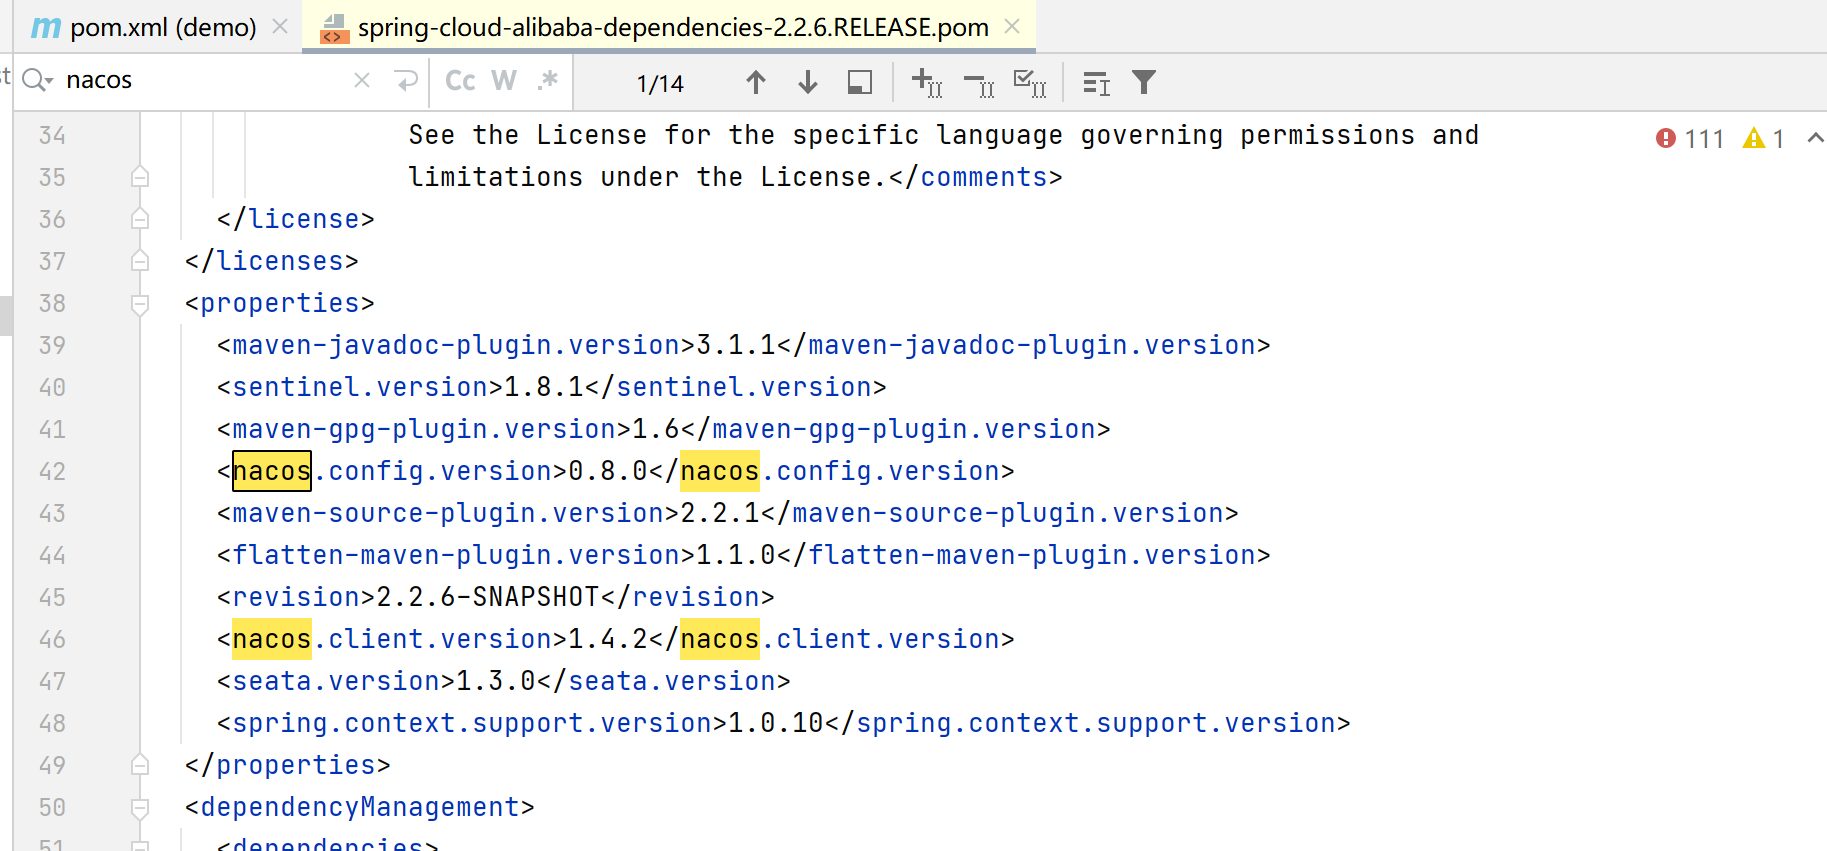 pom.xml (demo)
spring-cloud-alibaba-dependencies-2.2.6.RELEASE.pom
st
nacos
Cc W .*
1/14
34 See the License for the specific language governing permissions and
111 1
35 limitations under the License.</comments>
36 </license>
37 </licenses>
38 <properties>
39 <maven-javadoc-plugin.version>3.1.1</maven-javadoc-plugin.version>
40 <sentinel.version>1.8.1</sentinel.version>
41 <maven-gpg-plugin.version>1.6</maven-gpg-plugin.version>
42 <nacos.config.version>0.8.0</nacos.config.version>
43 <maven-source-plugin.version>2.2.1</maven-source-plugin.version>
44 <flatten-maven-plugin.version>1.1.0</flatten-maven-plugin.version>
45 <revision>2.2.6-SNAPSHOT</revision>
46 <nacos.client.version>1.4.2</nacos.client.version>
47 <seata.version>1.3.0</seata.version>
48 <spring.context.support.version>1.0.10</spring.context.support.version>
49 </properties>
50 <dependencyManagement>
51 <dependencies>